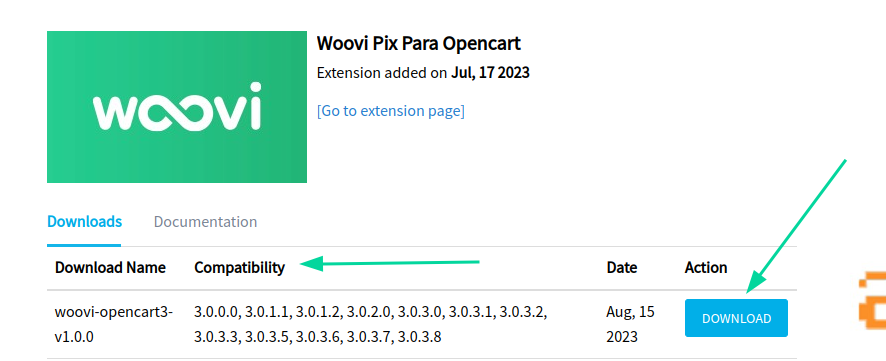 woovi
Woovi Pix Para Opencart
Extension added on Jul, 17 2023
[Go to extension page]
Downloads Documentation
Download Name Compatibility Date Action
woovi-opencart3- 3.0.0.0, 3.0.1.1, 3.0.1.2, 3.0.2.0, 3.0.3.0, 3.0.3.1, 3.0.3.2, Aug, 15 DOWNLOAD
v1.0.0 3.0.3.3, 3.0.3.5, 3.0.3.6, 3.0.3.7, 3.0.3.8 2023
a